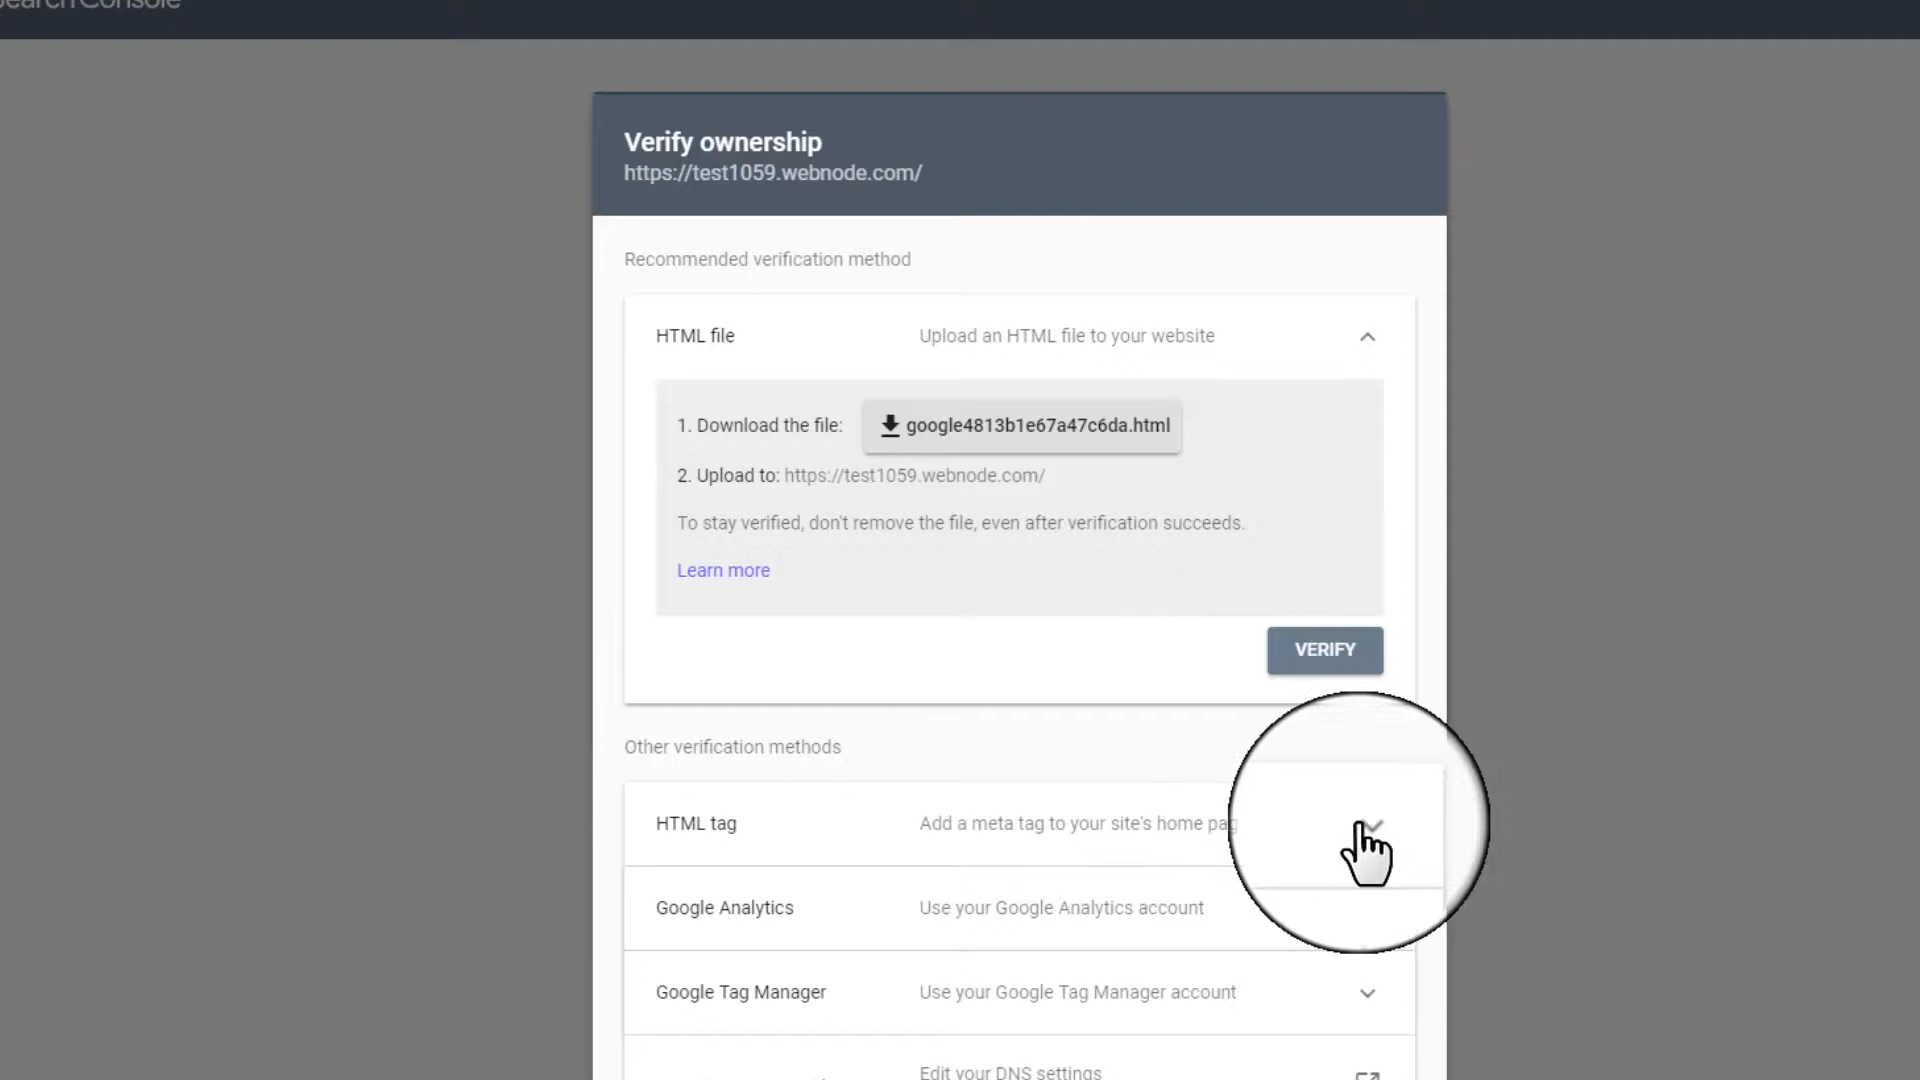 Search Console
Verify ownership
https://test1059.webnode.com/
Recommended verification method
HTML file
Upload an HTML file to your website
1. Download the file:
google4813b1e67a47c6da.html
2. Upload to: https://test1059.webnode.com/
To stay verified, don't remove the file, even after verification succeeds.
Learn more
VERIFY
Other verification methods
HTML tag
Add a meta tag to your site's home pag
Google Analytics
Use your Google Analytics account
Google Tag Manager
Use your Google Tag Manager account
Edit your DNS settings